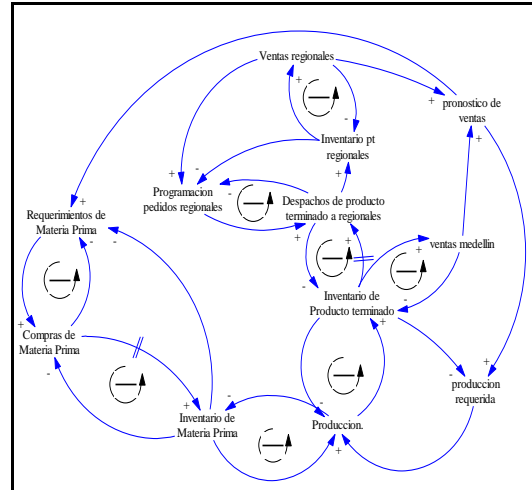 Ventas regionales
pronostico de
ventas
Inventario pt
regionales
Programacion
pedidos regionales
Despachos de producto
terminado a regionales
Requerimientos de
Materia Prima
ventas medellin
Inventario de
Producto terminado
Compras de
Materia Prima
produccion
requerida
Inventario de
Materia Prima
Produccion.